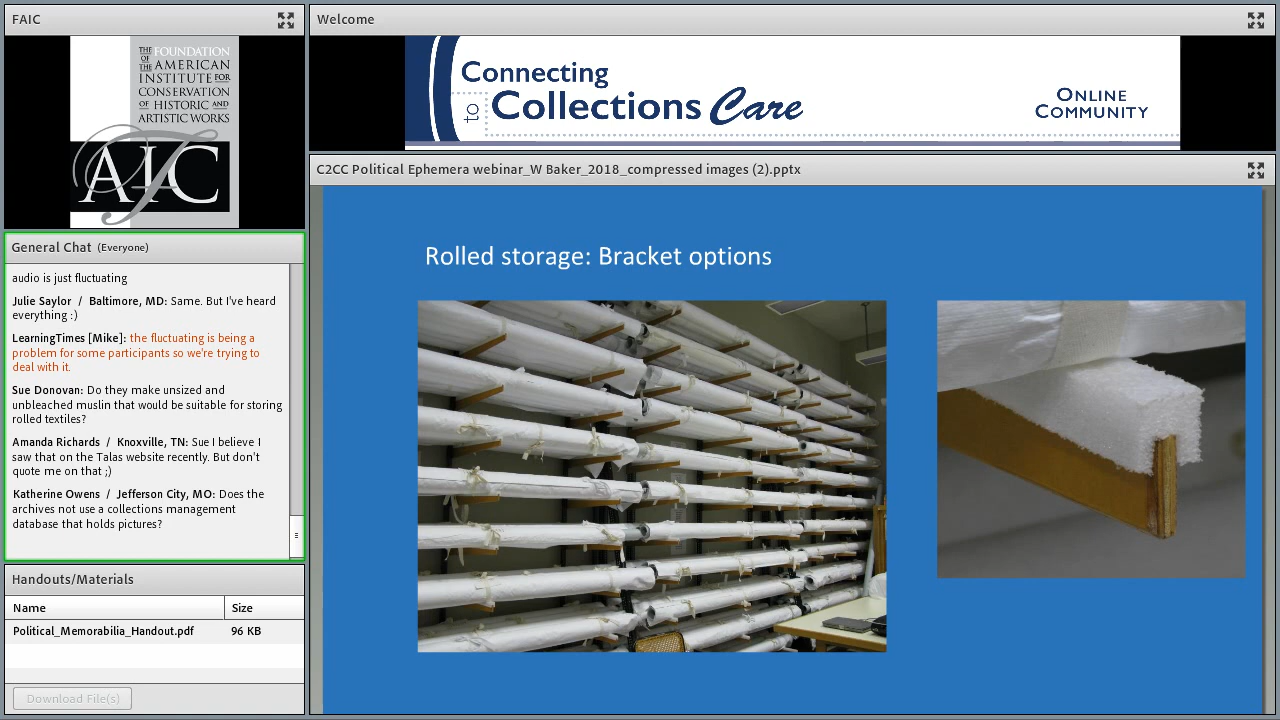 FAIC
THE FOUNDATION
OF THE AMERICAN
INSTITUTE FOR
CONSERVATION
OF HISTORIC AND
ARTISTIC WORKS
FAIC
General Chat (Everyone)
audio is just fluctuating
Julie Saylor / Baltimore, MD: Same. But I've heard
everything :)
LearningTimes [Mike]: the fluctuating is being a
problem for some participants so we're trying to
deal with it.
Sue Donovan: Do they make unsized and
unbleached muslin that would be suitable for storing
rolled textiles?
Amanda Richards / Knoxville, TN: Sue I believe I
saw that on the Talas website recently. But don't
quote me on that ;)
Katherine Owens / Jefferson City, MO: Does the
archives not use a collections management
database that holds pictures?
Handouts/Materials
Name Size
Political_Memorabilia_Handout.pdf 96 KB
Download File(s)
Welcome
Connecting
to Collections Care
ONLINE
COMMUNITY
C2CC Political Ephemera webinar_W Baker_2018_compressed images (2).pptx
Rolled storage: Bracket options